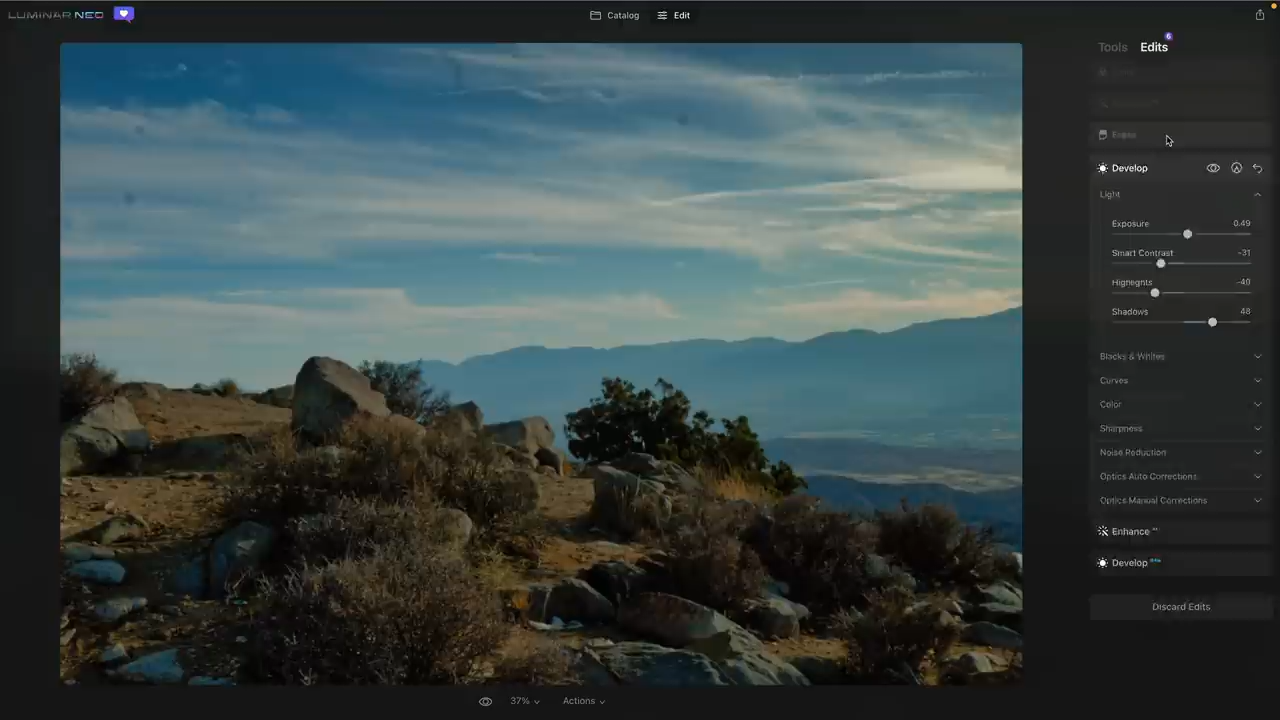 LUMINAR NEO
Catalog
Edit
Tools
Edits
6
Erase
Develop
Light
Exposure 0.49
Smart Contrast -31
Highlights -40
Shadows 48
Blacks & Whites
Curves
Color
Sharpness
Noise Reduction
Optics Auto Corrections
Optics Manual Corrections
Enhance AI
Develop
Discard Edits
37%
Actions